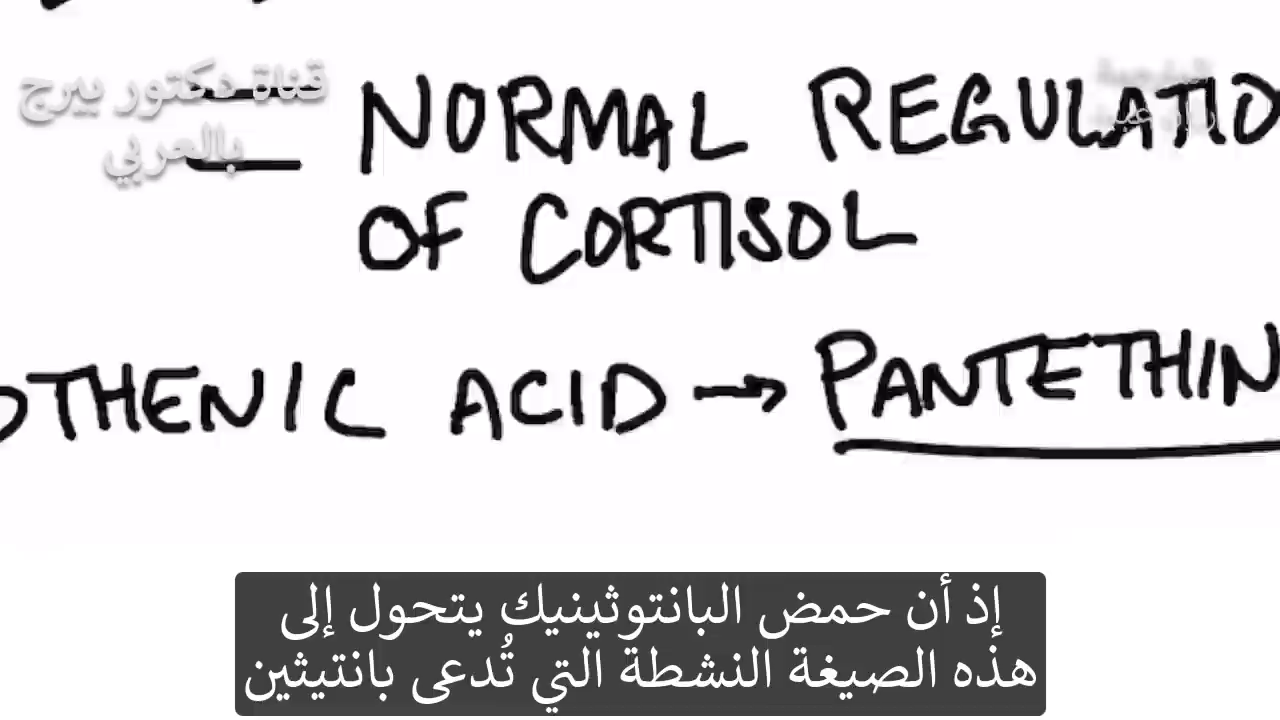 قناة دكتور بيرج
بالعربي
= NORMAL REGULATIO
OF CORTISOL
OTHENIC ACID → PANTETHIN
إذ أن حمض البانتوثينيك يتحول إلى
هذه الصيغة النشطة التي تُدعى بانتيثين